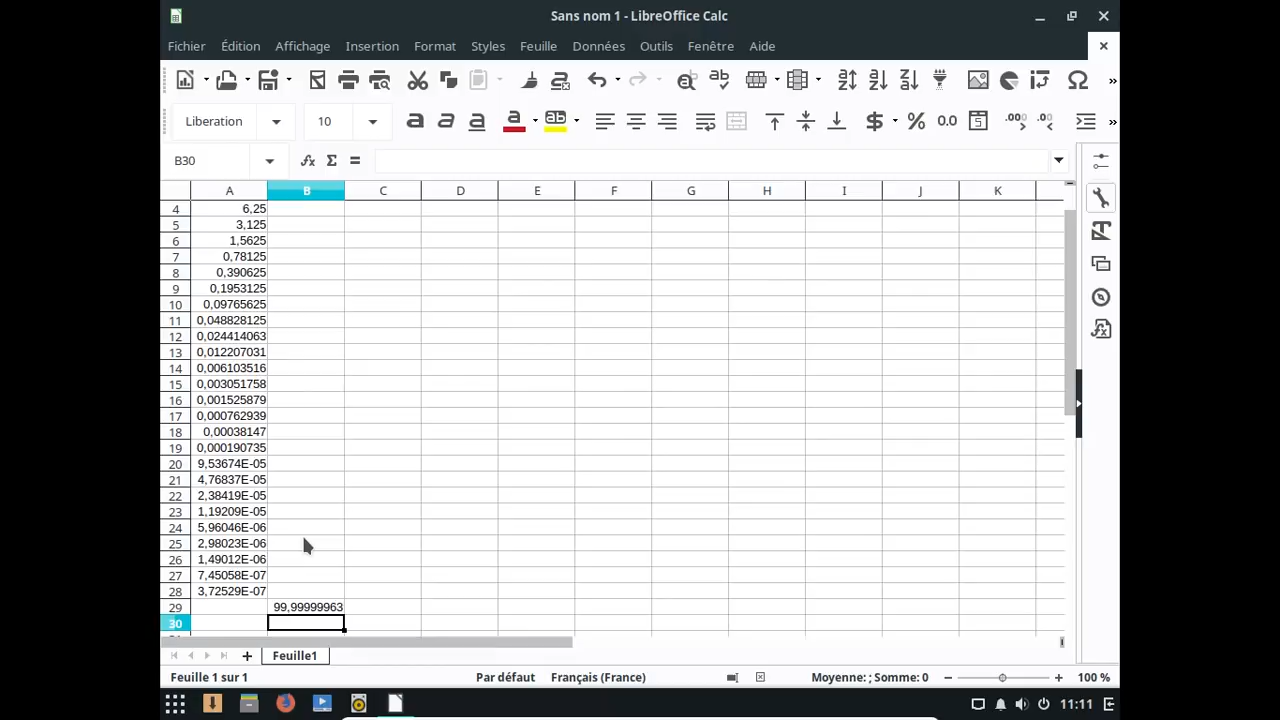 Sans nom 1 - LibreOffice Calc
Fichier Édition Affichage Insertion Format Styles Feuille Données Outils Fenêtre Aide
Liberation 10
B30
A B C D E F G H I J K
4 6,25
5 3,125
6 1,5625
7 0,78125
8 0,390625
9 0,1953125
10 0,09765625
11 0,048828125
12 0,024414063
13 0,012207031
14 0,006103516
15 0,003051758
16 0,001525879
17 0,000762939
18 0,00038147
19 0,000190735
20 9,53674E-05
21 4,76837E-05
22 2,38419E-05
23 1,19209E-05
24 5,96046E-06
25 2,98023E-06
26 1,49012E-06
27 7,45058E-07
28 3,72529E-07
29 99,99999963
30
Feuille1
Feuille 1 sur 1 Par défaut Français (France) Moyenne: ; Somme: 0 100 %
11:11